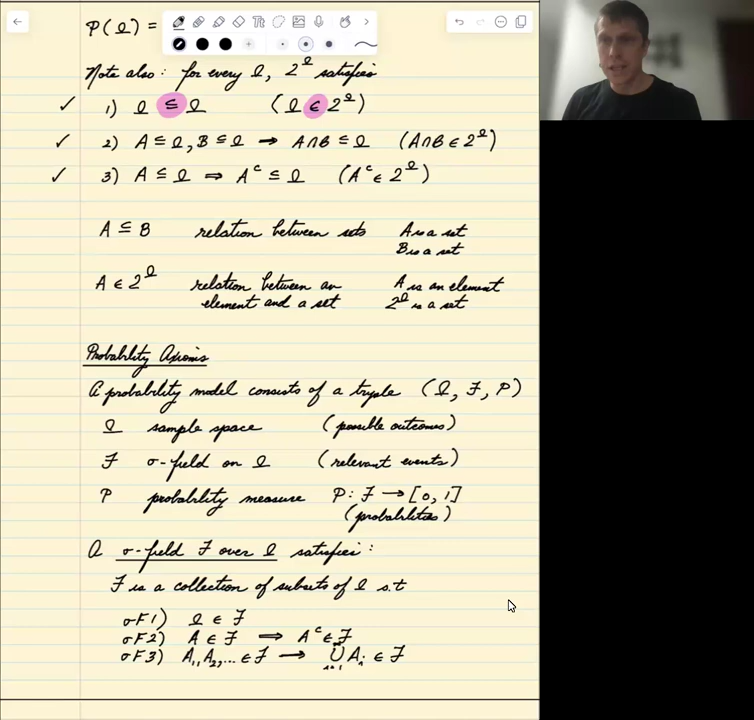 P(Ω) =
Note also: for every Ω, 2^Ω satisfies
✓ 1) Ω ⊆ Ω (Ω ∈ 2^Ω)
✓ 2) A ⊆ Ω, B ⊆ Ω → A∩B ⊆ Ω (A∩B ∈ 2^Ω)
✓ 3) A ⊆ Ω ⇒ A^c ⊆ Ω (A^c ∈ 2^Ω)
A ⊆ B relation between sets A is a set
B is a set
A ∈ 2^Ω relation between an A is an element
element and a set 2^Ω is a set
Probability Axioms
A probability model consists of a triple (Ω, F, P)
Ω sample space (possible outcomes)
F σ-field on Ω (relevant events)
P probability measure P: F → [0, 1]
(probabilities)
A σ-field F over Ω satisfies:
F is a collection of subsets of Ω s.t
σF1) Ω ∈ F
σF2) A ∈ F ⟹ A^c ∈ F
σF3) A₁, A₂, ... ∈ F → ∪_{i=1}^∞ A_i ∈ F